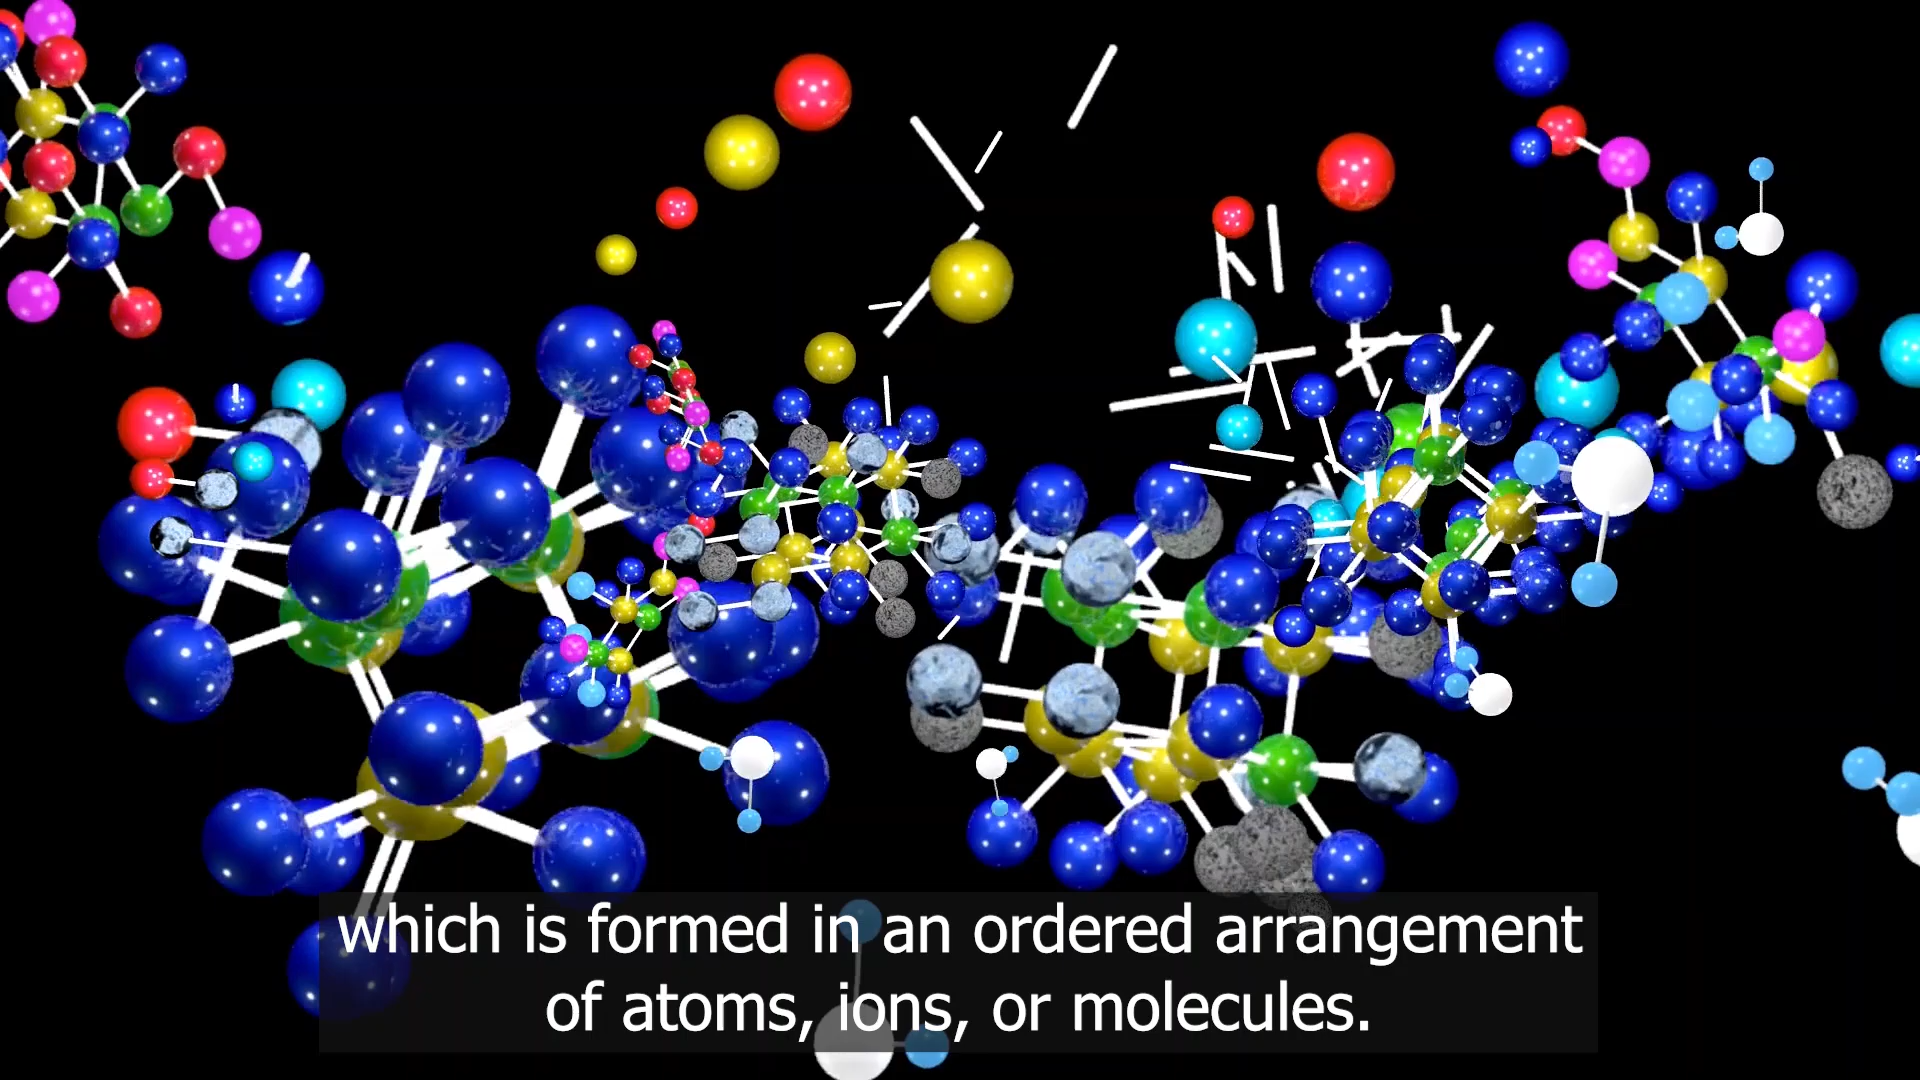 which is formed in an ordered arrangement
of atoms, ions, or molecules.